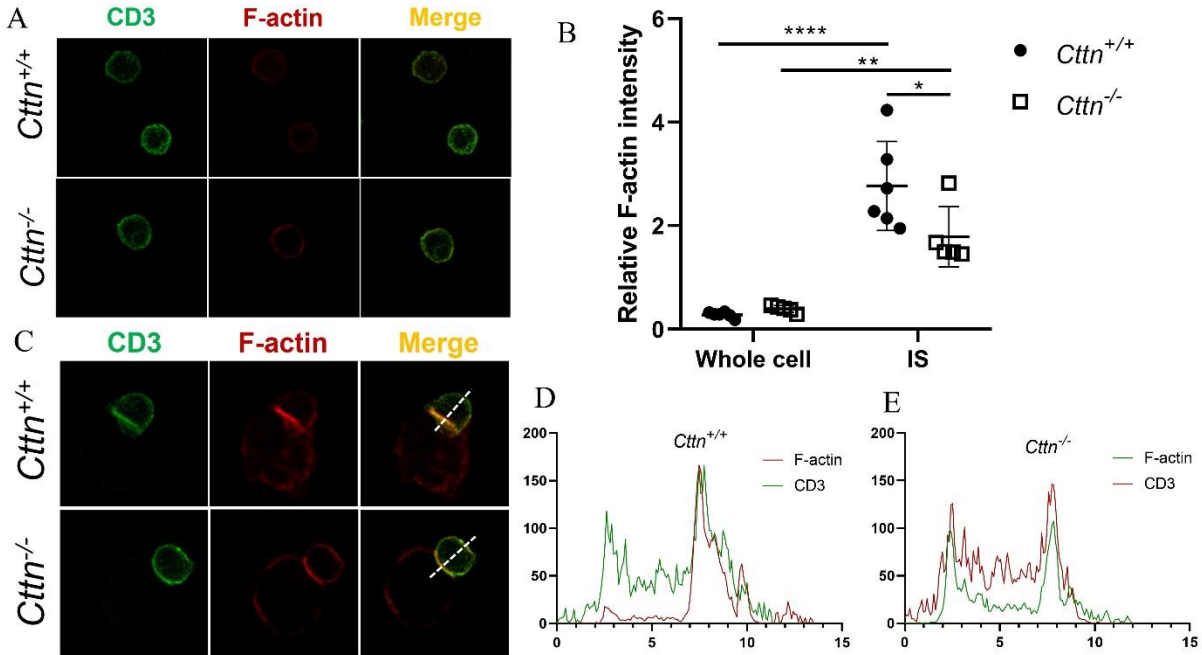 A
CD3 F-actin Merge
Cttn+/+
Cttn-/-
B
Relative F-actin intensity
6
4
2
0
****
**
*
Cttn+/+
Cttn-/-
Whole cell IS
C
CD3 F-actin Merge
Cttn+/+
Cttn-/-
D
Cttn+/+
F-actin
CD3
200
150
100
50
0
0 5 10 15
E
Cttn-/-
F-actin
CD3
200
150
100
50
0
0 5 10 15